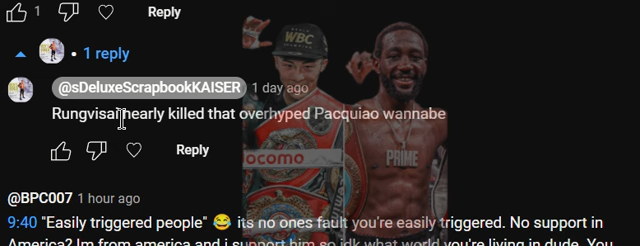 1 Reply
• 1 reply
@sDeluxeScrapbookKAISER 1 day ago
Rungvisai nearly killed that overhyped Pacquiao wannabe
WBC
docomo
PRIME
Reply
@BPC007 1 hour ago
9:40 "Easily triggered people" 😂 its no ones fault you're easily triggered. No support in
America? Im from america and i support him so idk what world you're living in dude. You